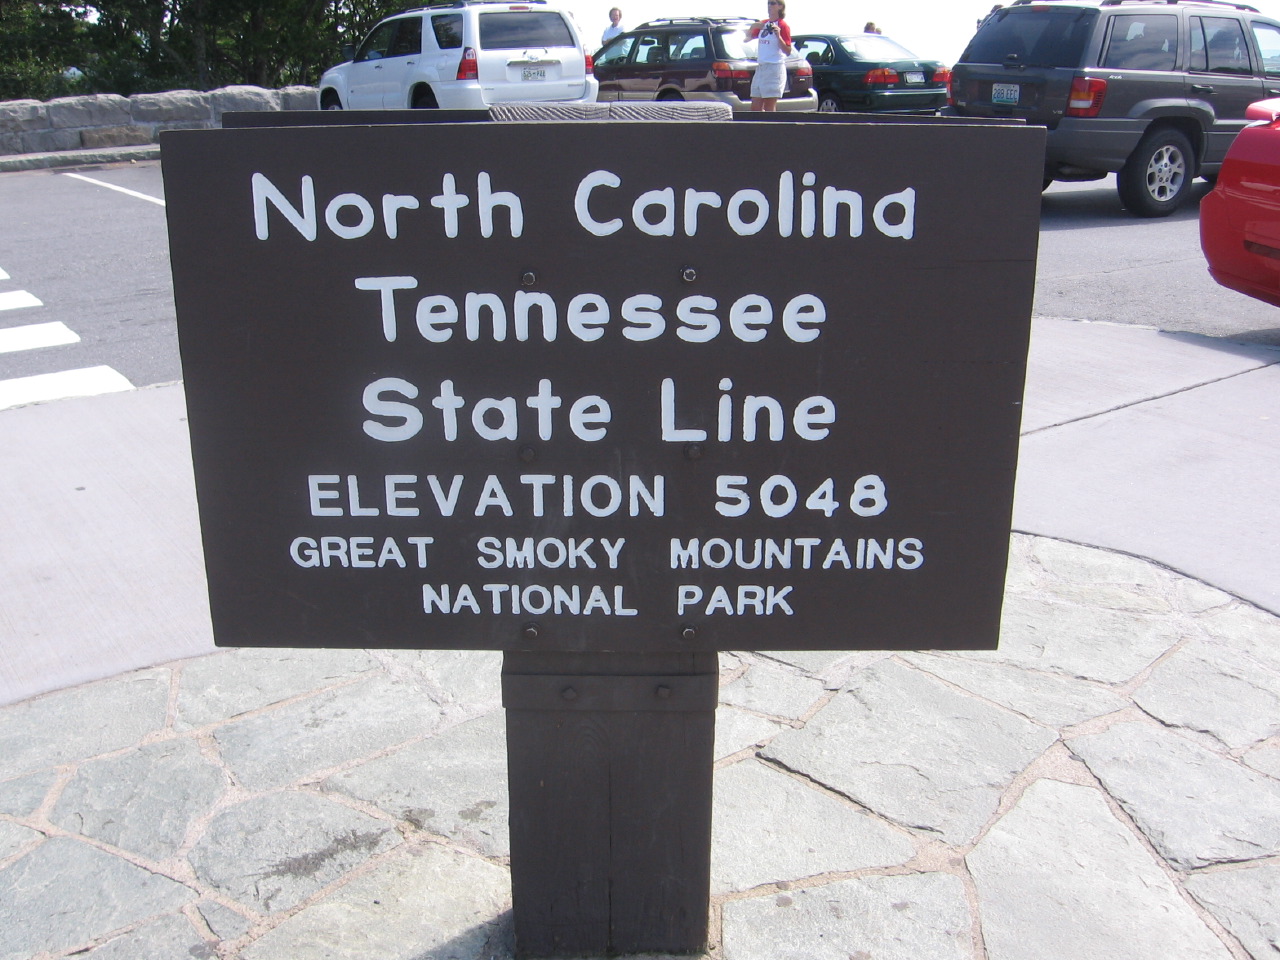 North Carolina
Tennessee
State Line
ELEVATION 5048
GREAT SMOKY MOUNTAINS
NATIONAL PARK